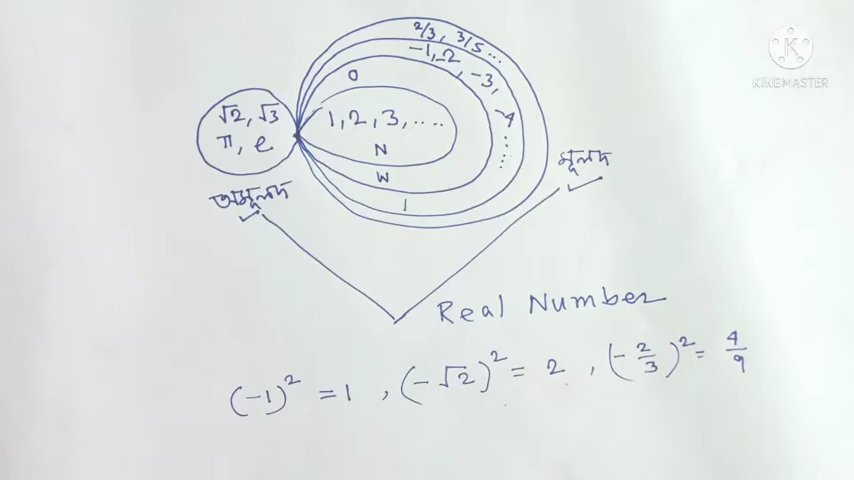 2/3, 3/5 ...
-1, -2, -3, -4 .....
0
1, 2, 3, ....
N
W
I
√2, √3
π, e
অমূলদ
মূলদ
Real Number
(-1)² = 1, (-√2)² = 2, (-2/3)² = 4/9
K
KINEMASTER